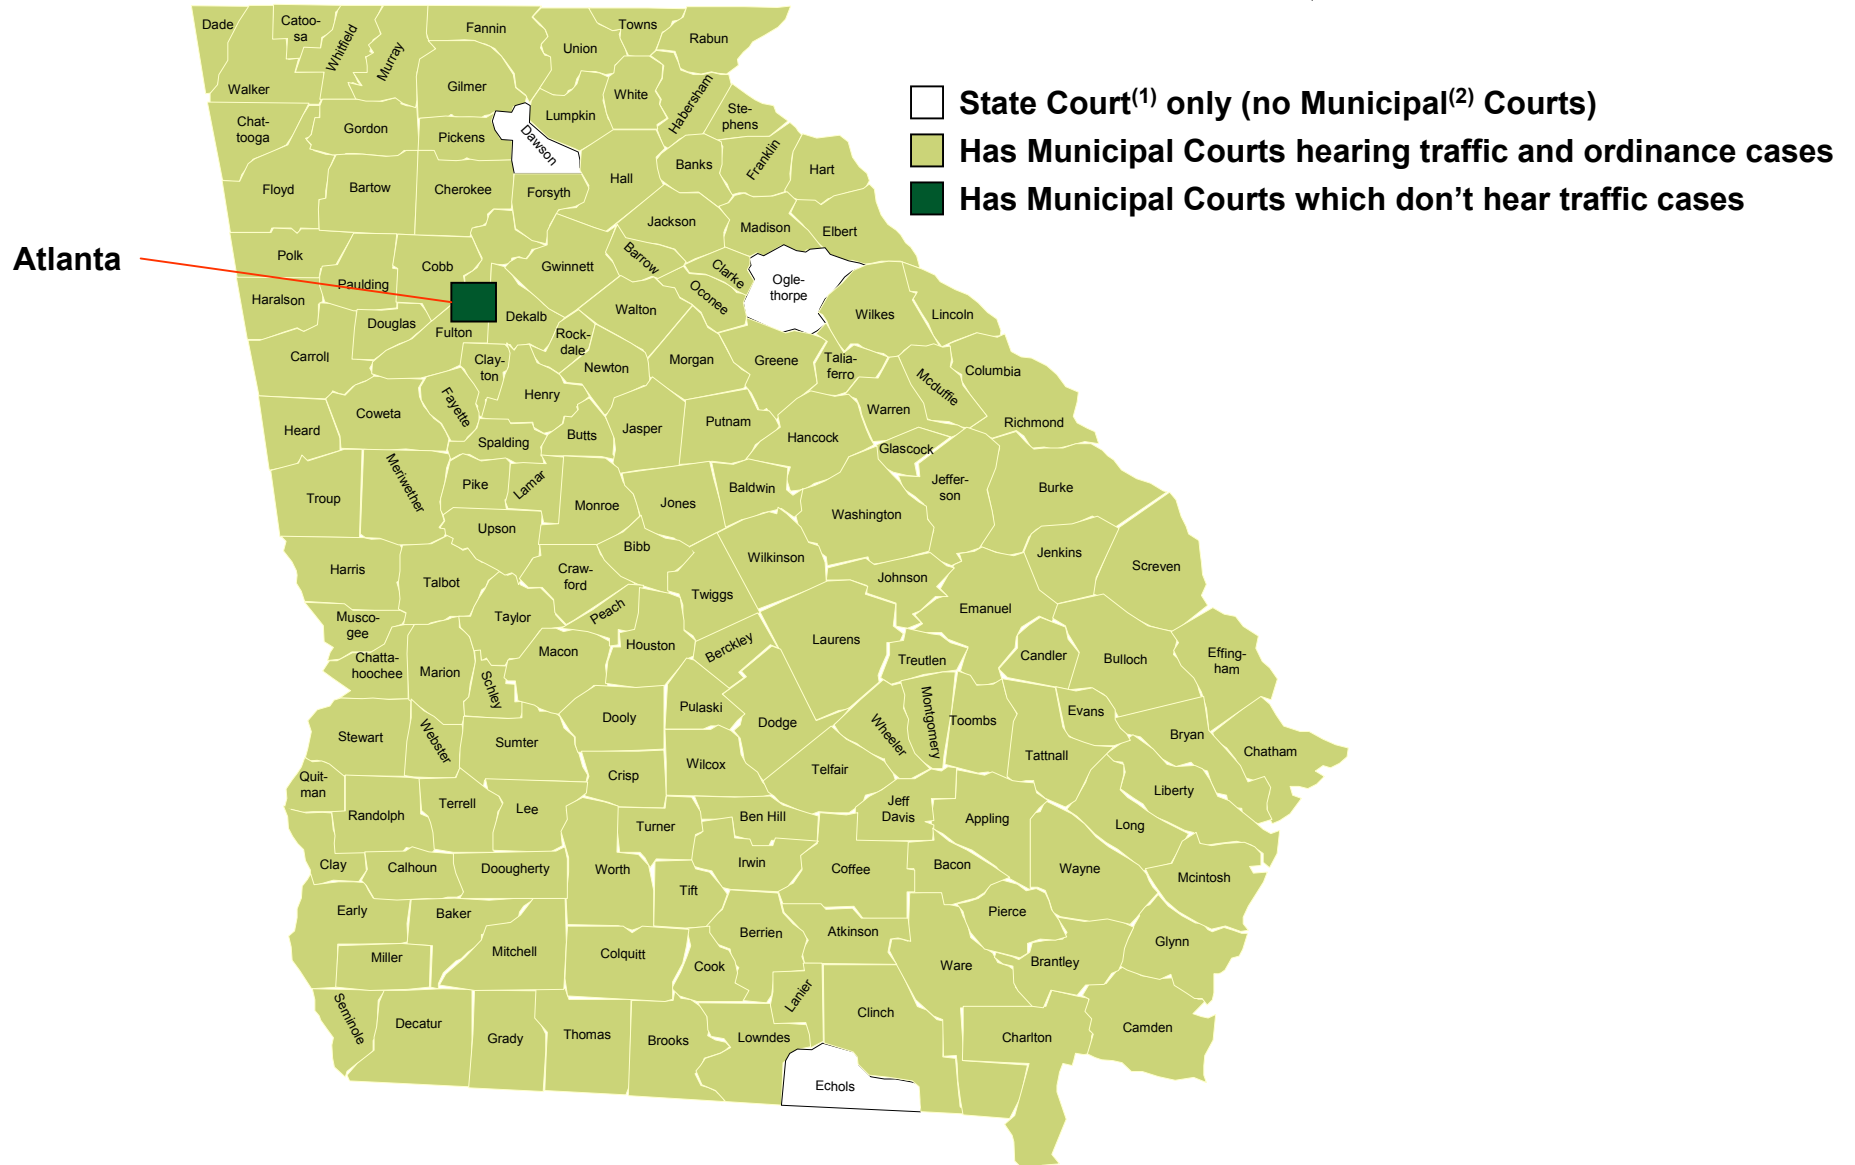 Dade
Catoo-
sa
Whitfield
Murray
Fannin
Union
Towns
Rabun
Walker
Gilmer
Lumpkin
White
Habersham
Ste-
phens
State Court(1) only (no Municipal(2) Courts)
Chat-
tooga
Gordon
Pickens
Dawson
Banks
Franklin
Hart
Has Municipal Courts hearing traffic and ordinance cases
Floyd
Bartow
Cherokee
Forsyth
Hall
Has Municipal Courts which don't hear traffic cases
Jackson
Madison
Elbert
Atlanta
Polk
Paulding
Cobb
Gwinnett
Barrow
Clarke
Oconee
Ogle-
thorpe
Haralson
Douglas
Fulton
Dekalb
Rock-
dale
Walton
Wilkes
Lincoln
Carroll
Clay-
ton
Newton
Morgan
Greene
Talia-
ferro
Mcduffie
Columbia
Coweta
Fayette
Henry
Warren
Richmond
Heard
Spalding
Butts
Jasper
Putnam
Hancock
Glascock
Troup
Meriwether
Pike
Lamar
Monroe
Jones
Baldwin
Washington
Jeffer-
son
Burke
Upson
Bibb
Wilkinson
Jenkins
Screven
Harris
Talbot
Craw-
ford
Twiggs
Johnson
Emanuel
Musco-
gee
Taylor
Peach
Houston
Berckley
Laurens
Treutlen
Candler
Bulloch
Effing-
ham
Chatta-
hoochee
Marion
Schley
Macon
Stewart
Webster
Sumter
Dooly
Pulaski
Dodge
Wheeler
Montgomery
Toombs
Evans
Tattnall
Bryan
Chatham
Quit-
man
Crisp
Wilcox
Telfair
Liberty
Randolph
Terrell
Lee
Turner
Ben Hill
Jeff
Davis
Appling
Long
Clay
Calhoun
Doougherty
Worth
Tift
Irwin
Coffee
Bacon
Wayne
Mcintosh
Early
Baker
Berrien
Atkinson
Pierce
Glynn
Miller
Mitchell
Colquitt
Cook
Ware
Brantley
Seminole
Decatur
Grady
Thomas
Brooks
Lowndes
Lanier
Clinch
Charlton
Camden
Echols